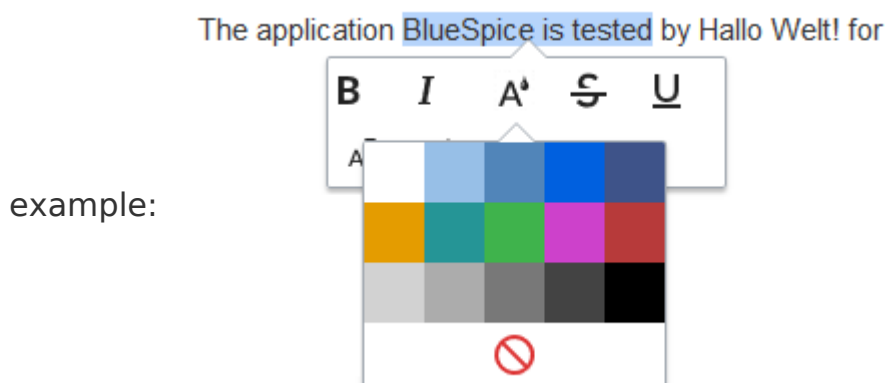 The application BlueSpice is tested by Hallo Welt! for
B I A S U
A
example: